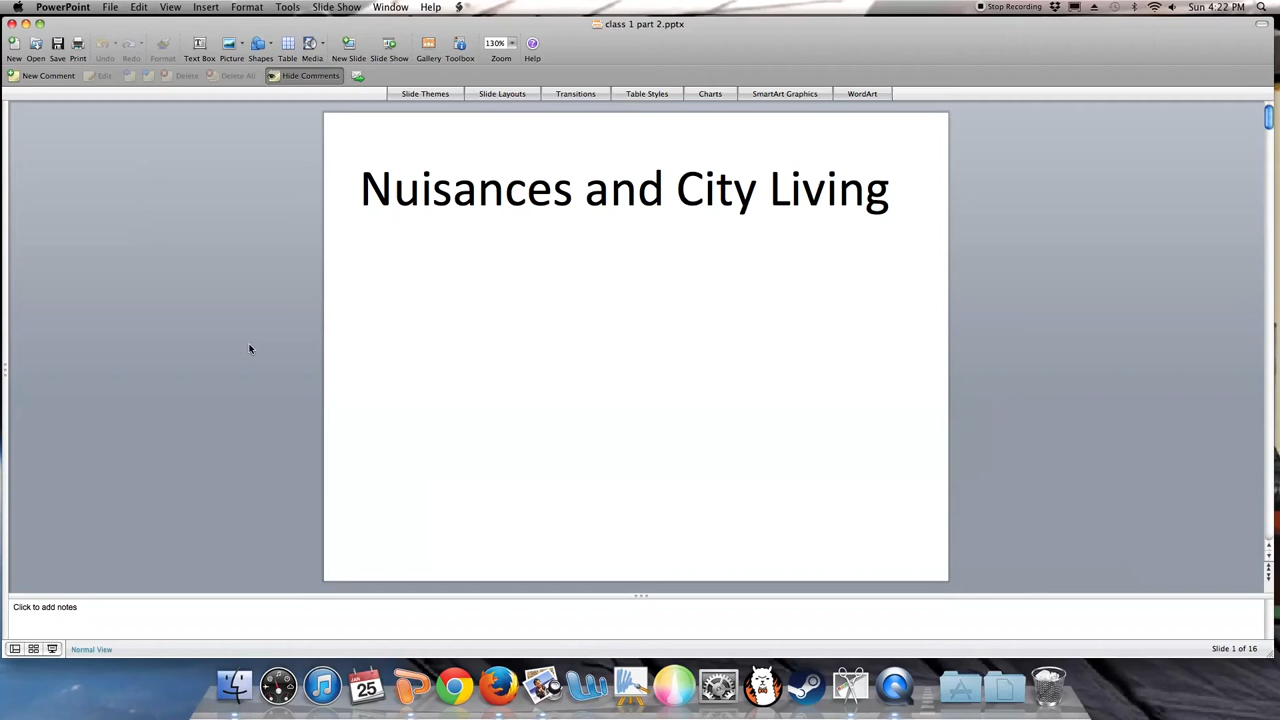 PowerPoint File Edit View Insert Format Tools Slide Show Window Help Stop Recording Sun 4:22 PM
class 1 part 2.pptx
130%
New Open Save Print Undo Redo Format Text Box Picture Shapes Table Media New Slide Slide Show Gallery Toolbox Zoom Help
New Comment Edit Delete Delete All Hide Comments
Slide Themes Slide Layouts Transitions Table Styles Charts SmartArt Graphics WordArt
Nuisances and City Living
Click to add notes
Normal View Slide 1 of 16
JAN
25